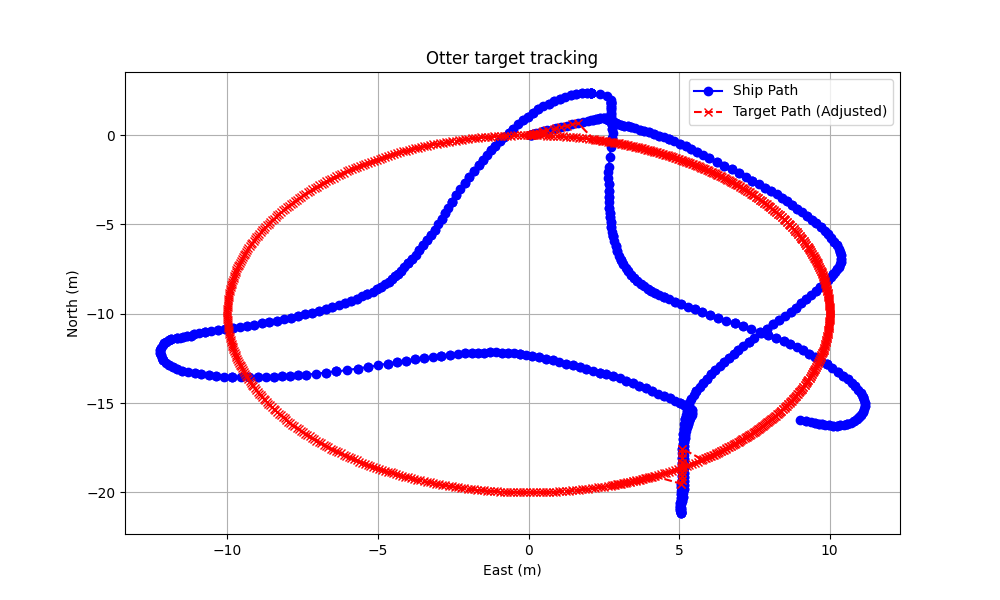 Otter target tracking
Ship Path
Target Path (Adjusted)
0
−5
−10
−15
−20
North (m)
−10
−5
0
5
10
East (m)